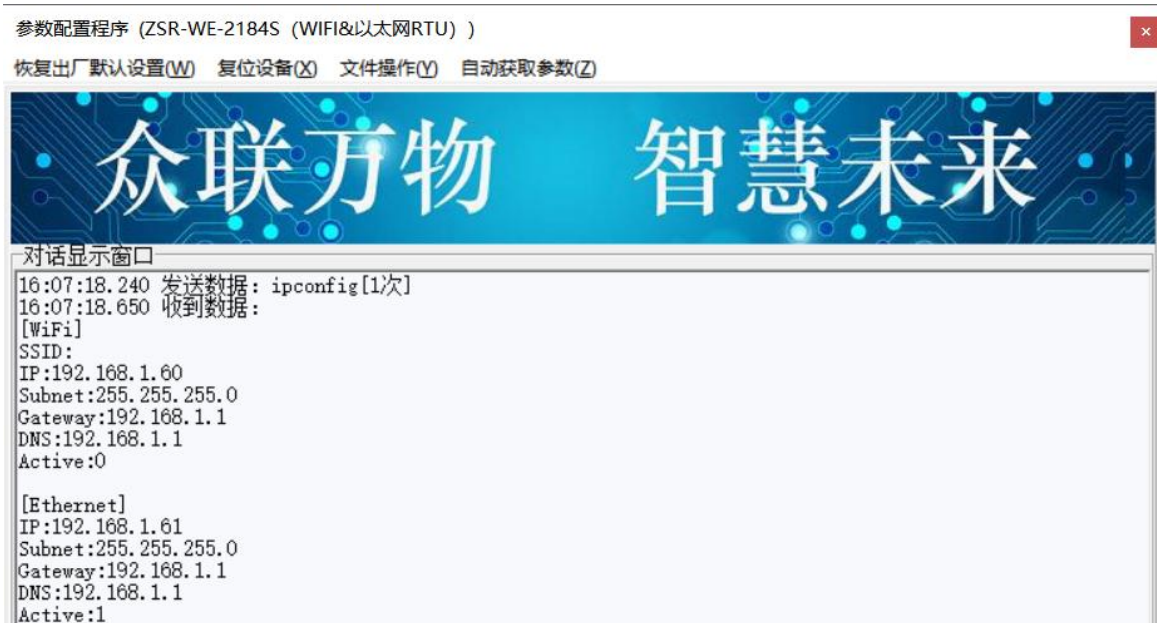 参数配置程序 (ZSR-WE-2184S（WIFI&以太网RTU）)
恢复出厂默认设置(W) 复位设备(X) 文件操作(Y) 自动获取参数(Z)
众联万物 智慧未来
对话显示窗口
16:07:18.240 发送数据: ipconfig[1次]
16:07:18.650 收到数据:
[WiFi]
SSID:
IP:192.168.1.60
Subnet:255.255.255.0
Gateway:192.168.1.1
DNS:192.168.1.1
Active:0
[Ethernet]
IP:192.168.1.61
Subnet:255.255.255.0
Gateway:192.168.1.1
DNS:192.168.1.1
Active:1